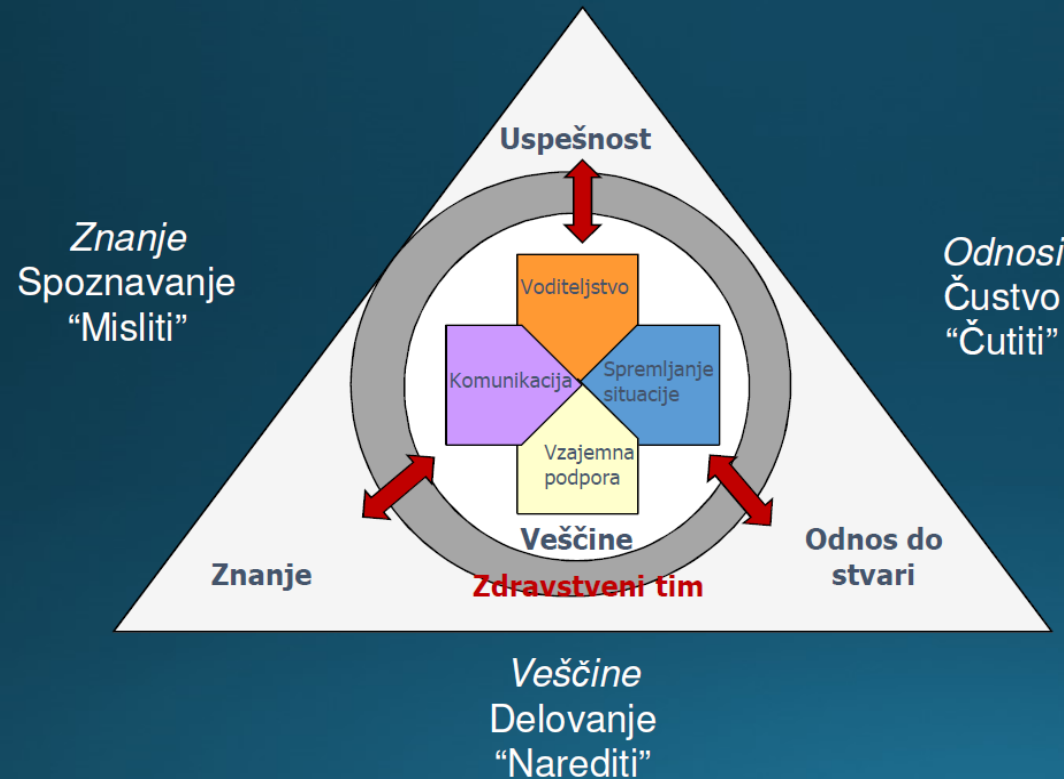 Uspešnost
Znanje
Spoznavanje
“Misliti”
Odnosi
Čustvo
“Čutiti”
Voditeljstvo
Komunikacija
Spremljanje
situacije
Vzajemna
podpora
Veščine
Znanje
Odnos do
stvari
Zdravstveni tim
Veščine
Delovanje
“Narediti”